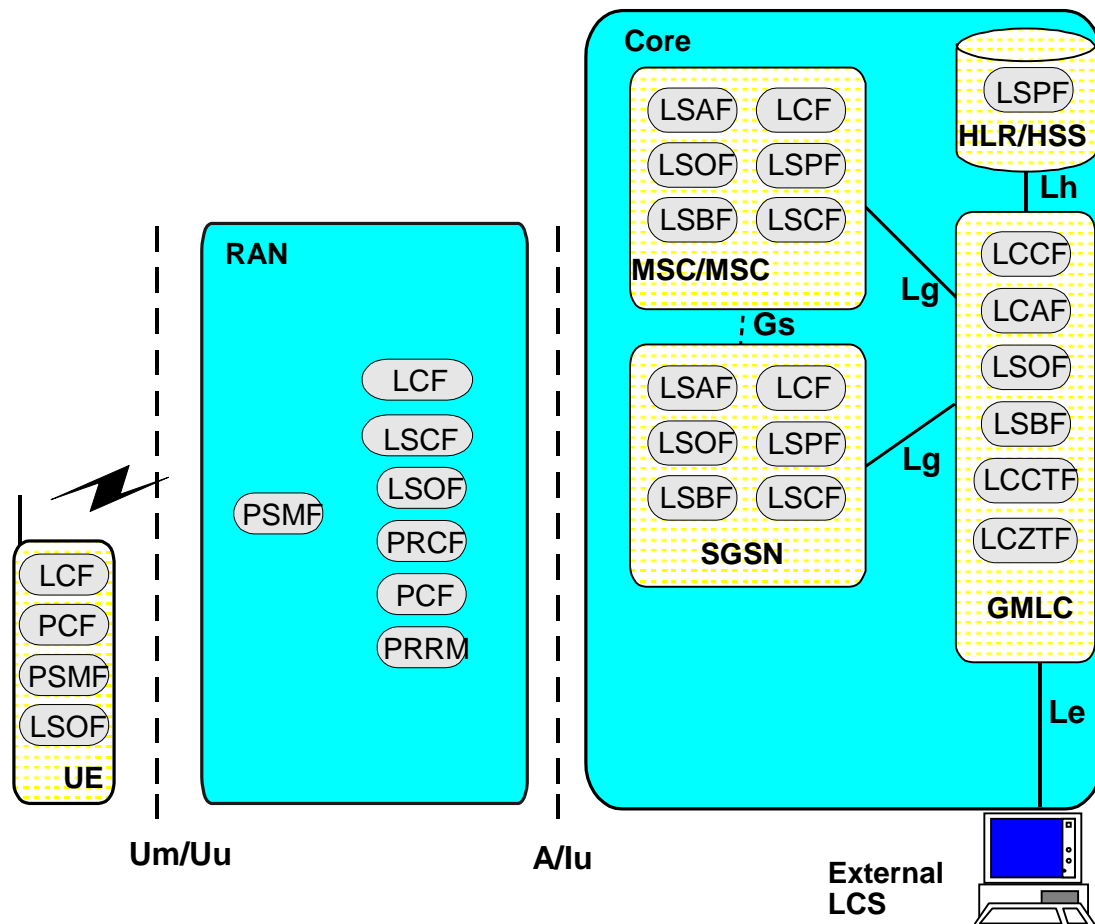 Core
LSAF
LCF
LSOF
LSPF
LSBF
LSCF
MSC/MSC
LSPF
HLR/HSS
Lh
Lg
Gs
LSAF
LCF
LSOF
LSPF
LSBF
LSCF
SGSN
Lg
LCCF
LCAF
LSOF
LSBF
LCCTF
LCZTF
GMLC
Le
RAN
LCF
LSCF
LSOF
PSMF
PRCF
PCF
PRRM
LCF
PCF
PSMF
LSOF
UE
Um/Uu
A/Iu
External
LCS